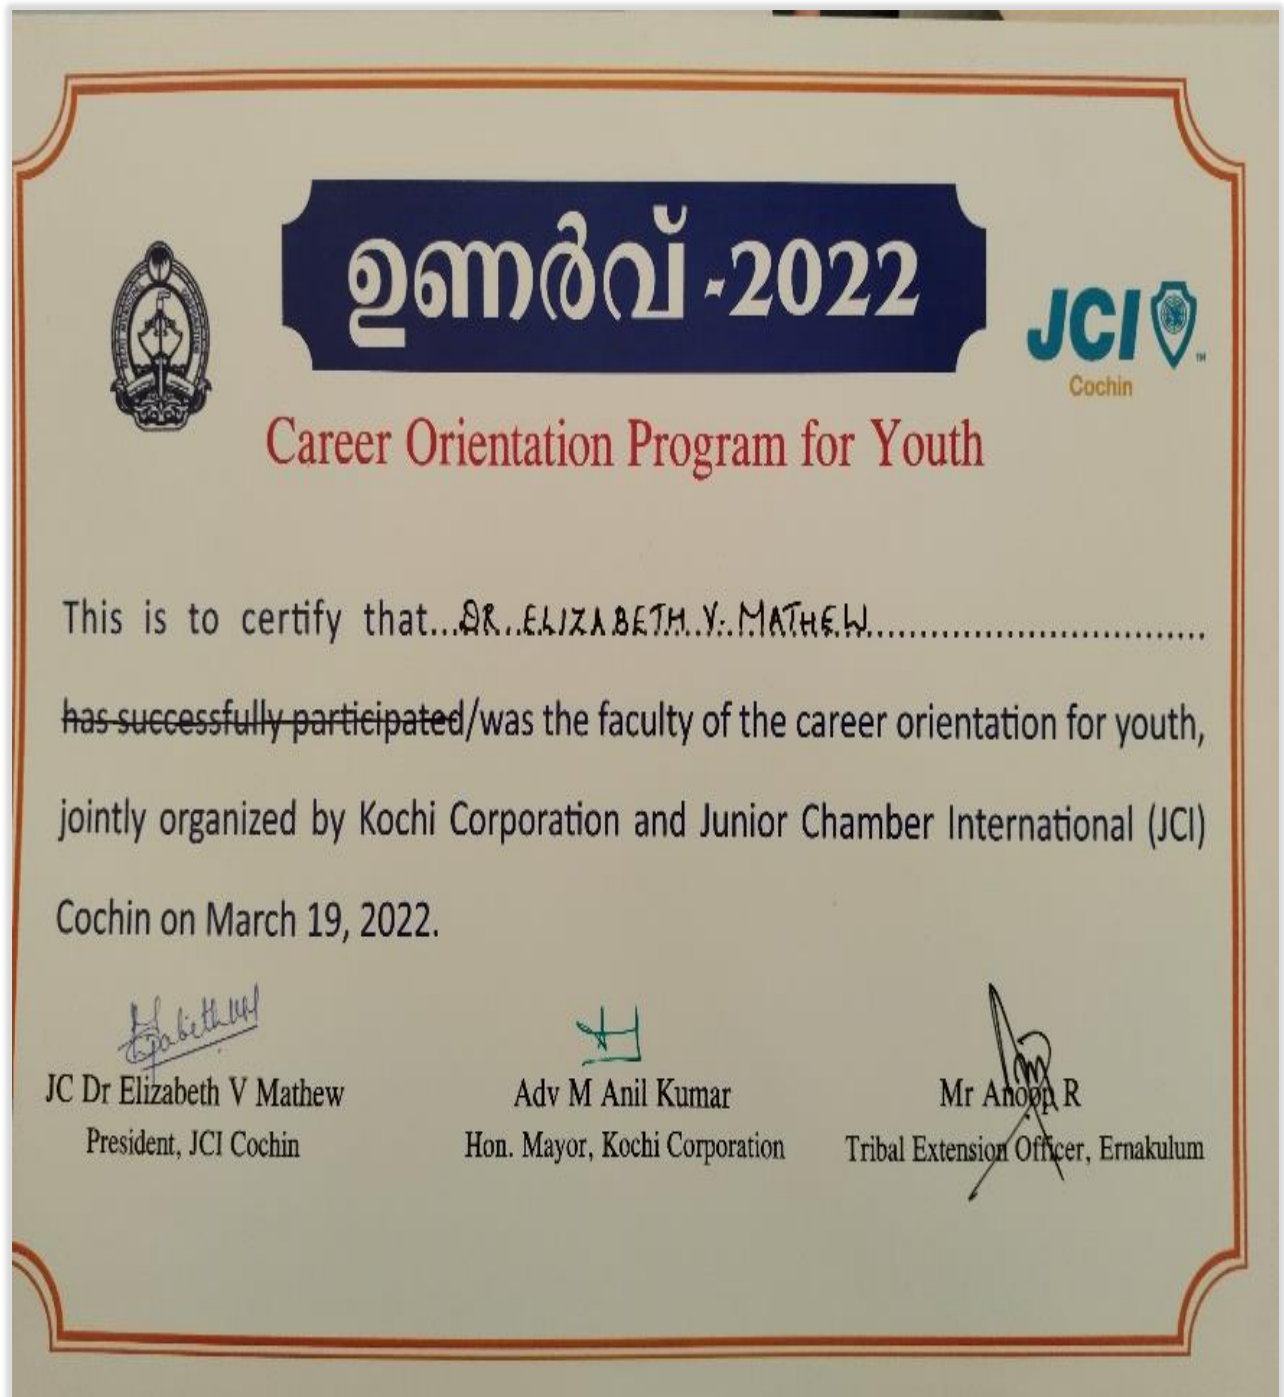 ഉണർവ് -2022
JCI
TM
Cochin
Career Orientation Program for Youth
This is to certify that...DR. ELIZABETH V. MATHEW...............................
has successfully participated/was the faculty of the career orientation for youth,
jointly organized by Kochi Corporation and Junior Chamber International (JCI)
Cochin on March 19, 2022.
JC Dr Elizabeth V Mathew
President, JCI Cochin
Adv M Anil Kumar
Hon. Mayor, Kochi Corporation
Mr Anoop R
Tribal Extension Officer, Ernakulum